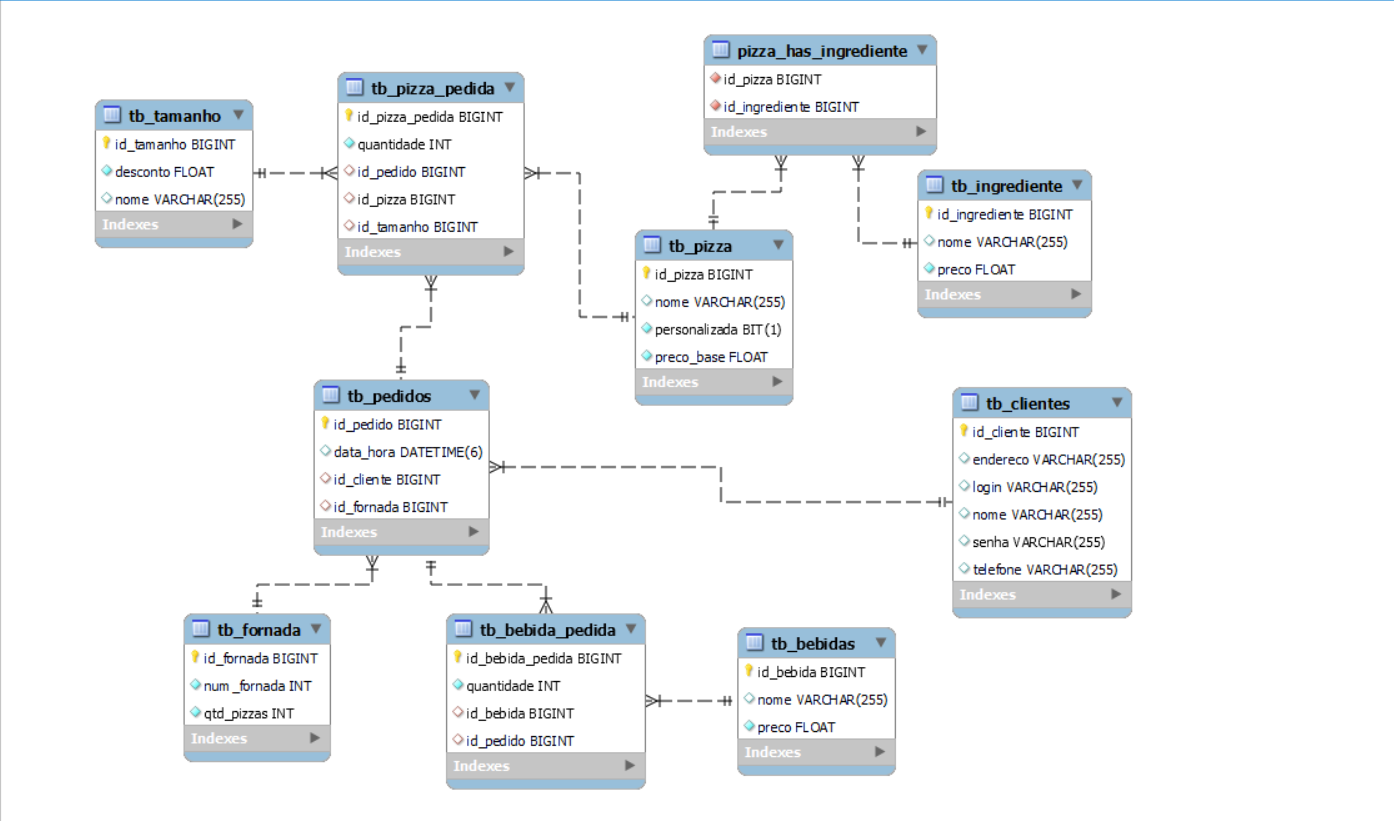 pizza_has_ingrediente
id_pizza BIGINT
id_ingrediente BIGINT
Indexes
tb_pizza_pedida
id_pizza_pedida BIGINT
quantidade INT
id_pedido BIGINT
id_pizza BIGINT
id_tamanho BIGINT
Indexes
tb_tamanho
id_tamanho BIGINT
desconto FLOAT
nome VARCHAR(255)
Indexes
tb_ingrediente
id_ingrediente BIGINT
nome VARCHAR(255)
preco FLOAT
Indexes
tb_pizza
id_pizza BIGINT
nome VARCHAR(255)
personalizada BIT(1)
preco_base FLOAT
Indexes
tb_pedidos
id_pedido BIGINT
data_hora DATETIME(6)
id_cliente BIGINT
id_fornada BIGINT
Indexes
tb_clientes
id_cliente BIGINT
endereco VARCHAR(255)
login VARCHAR(255)
nome VARCHAR(255)
senha VARCHAR(255)
telefone VARCHAR(255)
Indexes
tb_fornada
id_fornada BIGINT
num_fornada INT
qtd_pizzas INT
Indexes
tb_bebida_pedida
id_bebida_pedida BIGINT
quantidade INT
id_bebida BIGINT
id_pedido BIGINT
Indexes
tb_bebidas
id_bebida BIGINT
nome VARCHAR(255)
preco FLOAT
Indexes